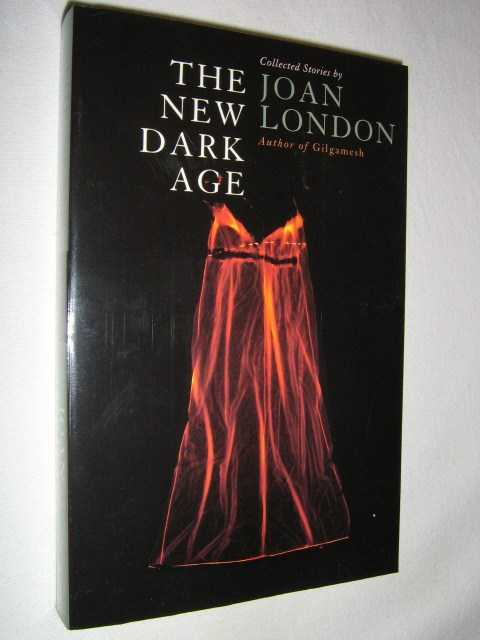 THE
NEW
DARK
AGE
Collected Stories by
JOAN
LONDON
Author of Gilgamesh